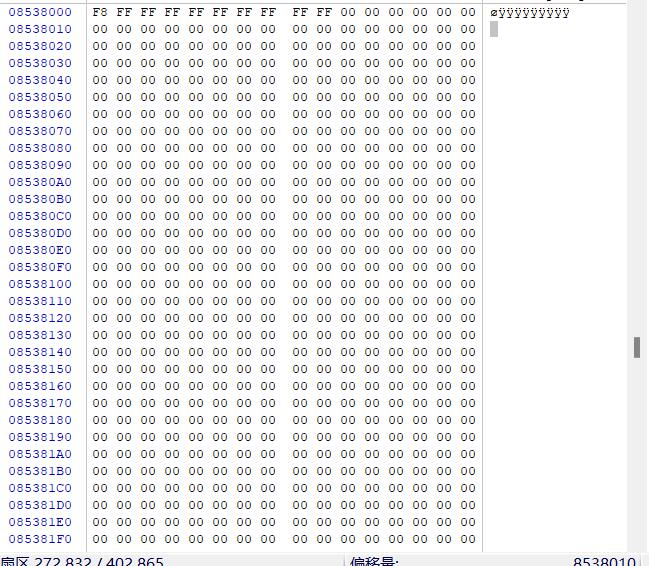 08538000 F8 FF FF FF FF FF FF FF FF FF 00 00 00 00 00 00 øÿÿÿÿÿÿÿÿÿ
08538010 00 00 00 00 00 00 00 00 00 00 00 00 00 00 00 00
08538020 00 00 00 00 00 00 00 00 00 00 00 00 00 00 00 00
08538030 00 00 00 00 00 00 00 00 00 00 00 00 00 00 00 00
08538040 00 00 00 00 00 00 00 00 00 00 00 00 00 00 00 00
08538050 00 00 00 00 00 00 00 00 00 00 00 00 00 00 00 00
08538060 00 00 00 00 00 00 00 00 00 00 00 00 00 00 00 00
08538070 00 00 00 00 00 00 00 00 00 00 00 00 00 00 00 00
08538080 00 00 00 00 00 00 00 00 00 00 00 00 00 00 00 00
08538090 00 00 00 00 00 00 00 00 00 00 00 00 00 00 00 00
085380A0 00 00 00 00 00 00 00 00 00 00 00 00 00 00 00 00
085380B0 00 00 00 00 00 00 00 00 00 00 00 00 00 00 00 00
085380C0 00 00 00 00 00 00 00 00 00 00 00 00 00 00 00 00
085380D0 00 00 00 00 00 00 00 00 00 00 00 00 00 00 00 00
085380E0 00 00 00 00 00 00 00 00 00 00 00 00 00 00 00 00
085380F0 00 00 00 00 00 00 00 00 00 00 00 00 00 00 00 00
08538100 00 00 00 00 00 00 00 00 00 00 00 00 00 00 00 00
08538110 00 00 00 00 00 00 00 00 00 00 00 00 00 00 00 00
08538120 00 00 00 00 00 00 00 00 00 00 00 00 00 00 00 00
08538130 00 00 00 00 00 00 00 00 00 00 00 00 00 00 00 00
08538140 00 00 00 00 00 00 00 00 00 00 00 00 00 00 00 00
08538150 00 00 00 00 00 00 00 00 00 00 00 00 00 00 00 00
08538160 00 00 00 00 00 00 00 00 00 00 00 00 00 00 00 00
08538170 00 00 00 00 00 00 00 00 00 00 00 00 00 00 00 00
08538180 00 00 00 00 00 00 00 00 00 00 00 00 00 00 00 00
08538190 00 00 00 00 00 00 00 00 00 00 00 00 00 00 00 00
085381A0 00 00 00 00 00 00 00 00 00 00 00 00 00 00 00 00
085381B0 00 00 00 00 00 00 00 00 00 00 00 00 00 00 00 00
085381C0 00 00 00 00 00 00 00 00 00 00 00 00 00 00 00 00
085381D0 00 00 00 00 00 00 00 00 00 00 00 00 00 00 00 00
085381E0 00 00 00 00 00 00 00 00 00 00 00 00 00 00 00 00
085381F0 00 00 00 00 00 00 00 00 00 00 00 00 00 00 00 00
扇区 272,832 / 402,865 偏移量: 8538010